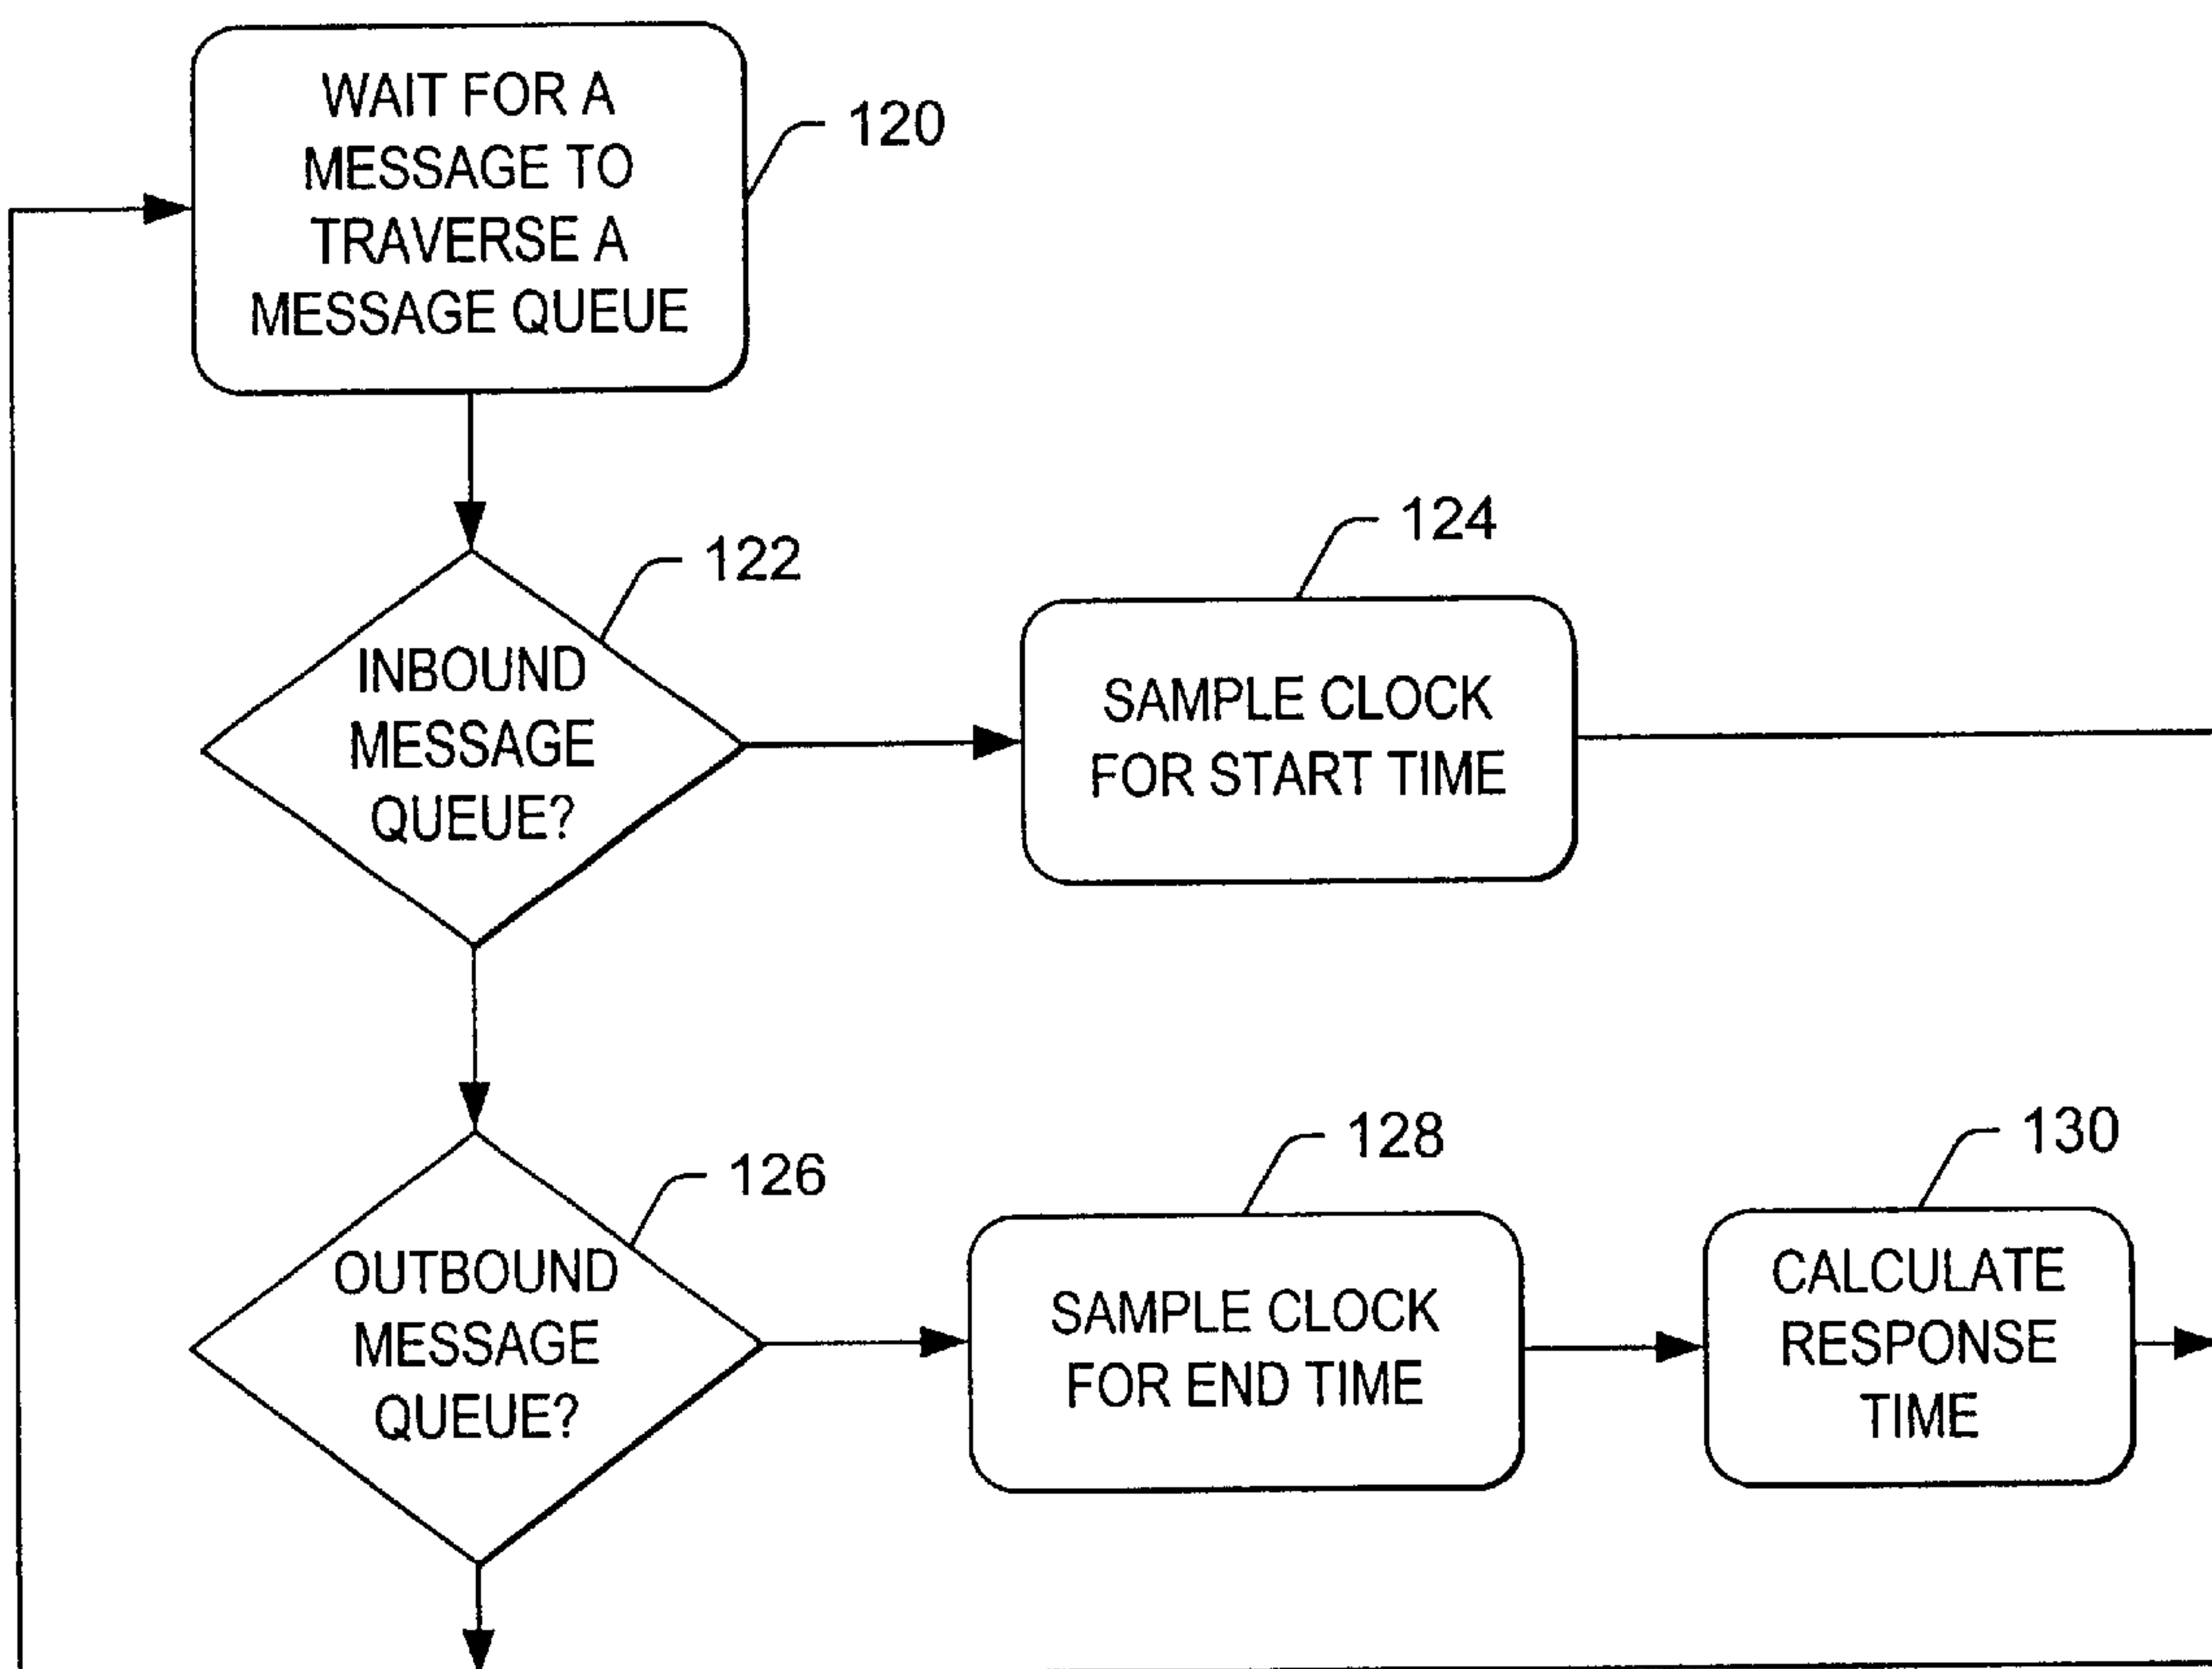 WAIT FOR A
MESSAGE TO
TRAVERSE A
MESSAGE QUEUE
120
122
INBOUND
MESSAGE
QUEUE?
124
SAMPLE CLOCK
FOR START TIME
126
OUTBOUND
MESSAGE
QUEUE?
128
SAMPLE CLOCK
FOR END TIME
130
CALCULATE
RESPONSE
TIME